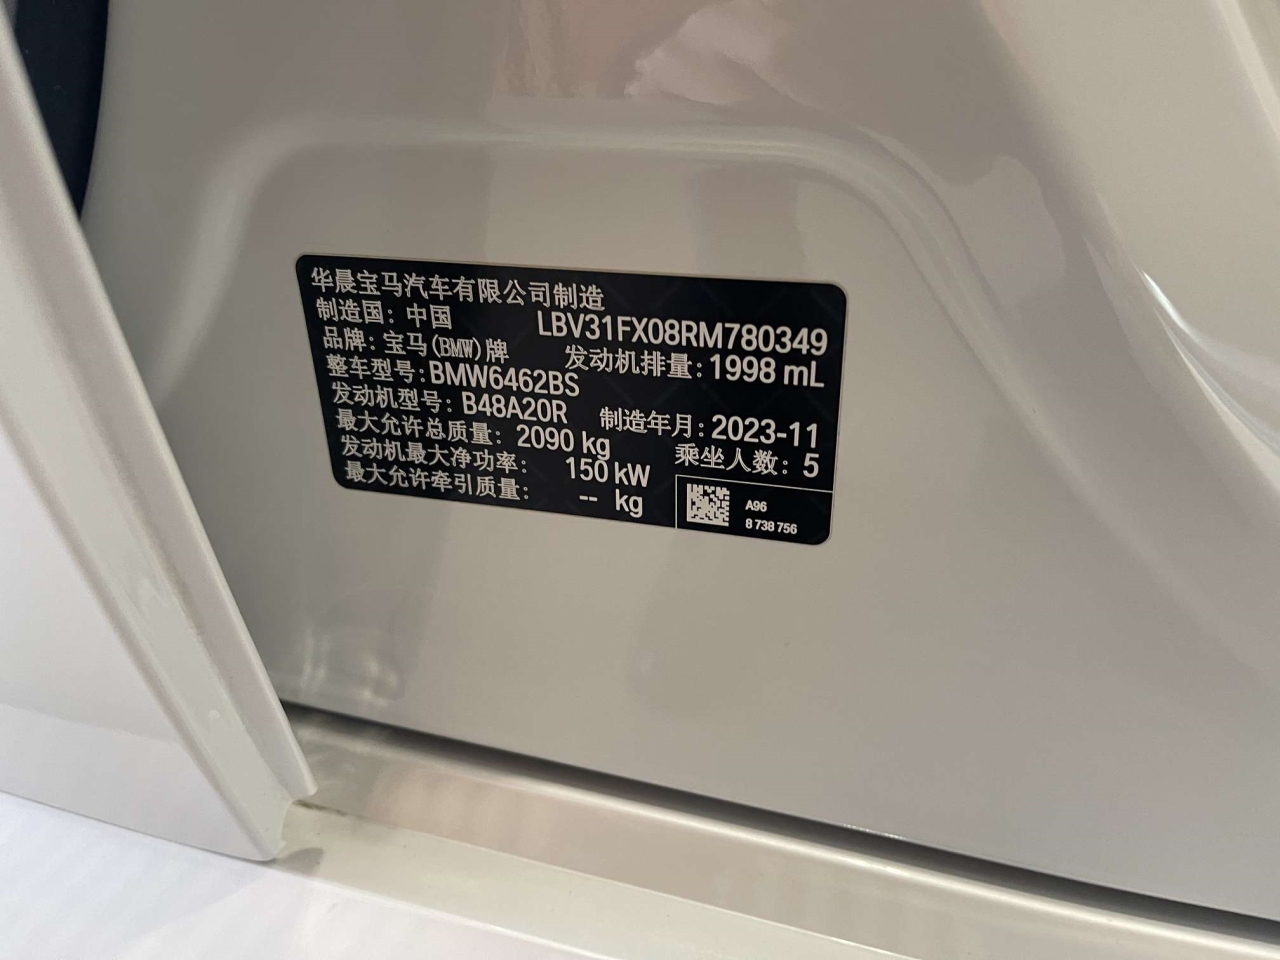 华晨宝马汽车有限公司制造
制造国：中国 LBV31FX08RM780349
品牌：宝马(BMW)牌 发动机排量：1998 mL
整车型号：BMW6462BS
发动机型号：B48A20R 制造年月：2023-11
最大允许总质量：2090 kg 乘坐人数：5
发动机最大净功率：150 kW
最大允许牵引质量：-- kg
A96
8 738 756